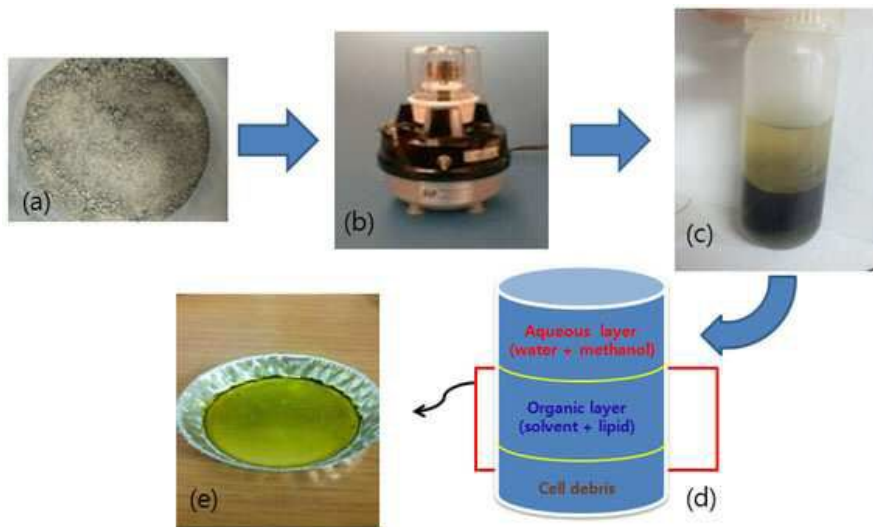 (a)
(b)
(c)
Aqueous layer
(water + methanol)
Organic layer
(solvent + lipid)
Cell debris
(d)
(e)